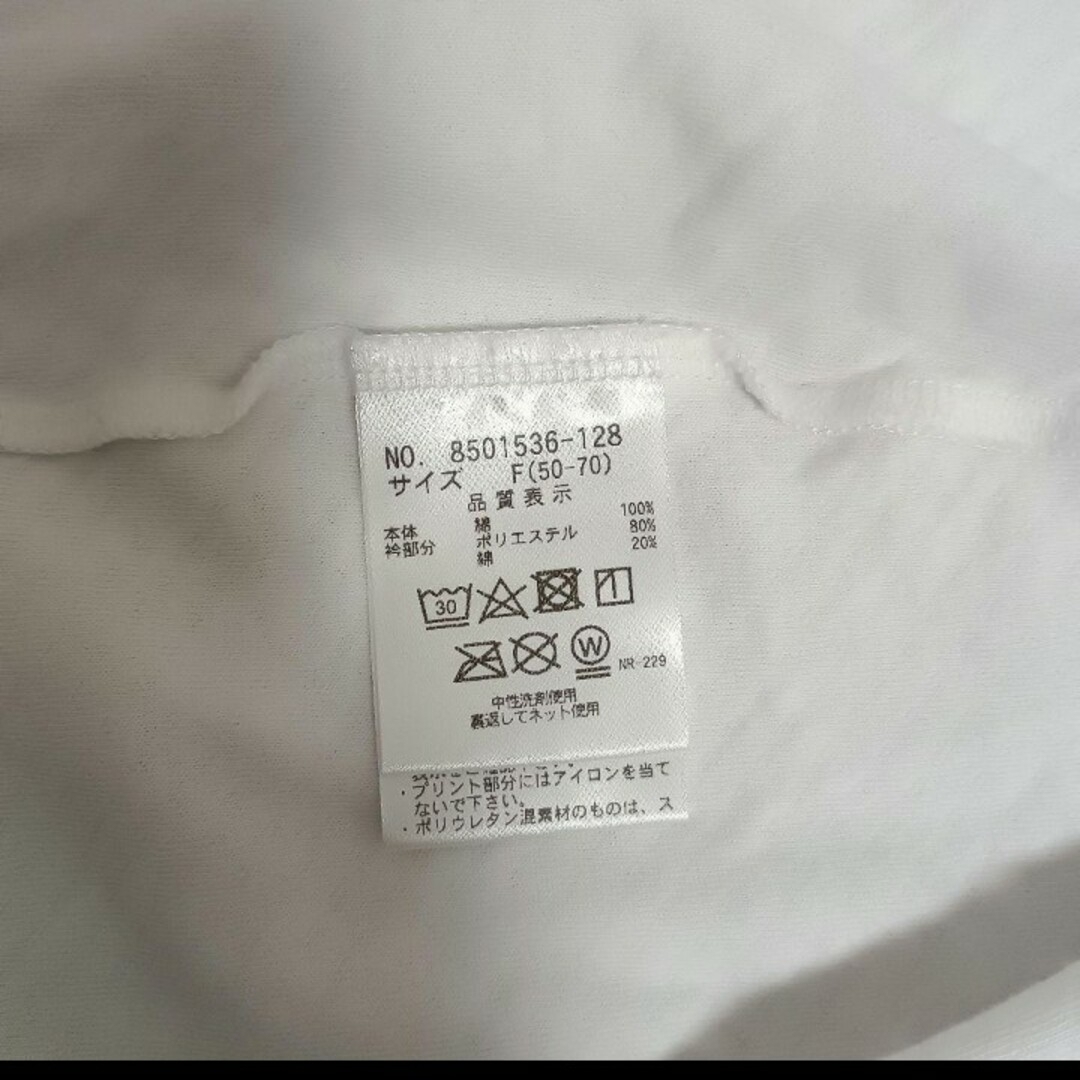 NO. 8501536-128
サイズ F(50-70)
品質表示
本体 綿 100%
衿部分 ポリエステル 80%
綿 20%
30
W NR-229
中性洗剤使用
裏返してネット使用
・プリント部分にはアイロンを当て
ないで下さい。
・ポリウレタン混素材のものは、ス